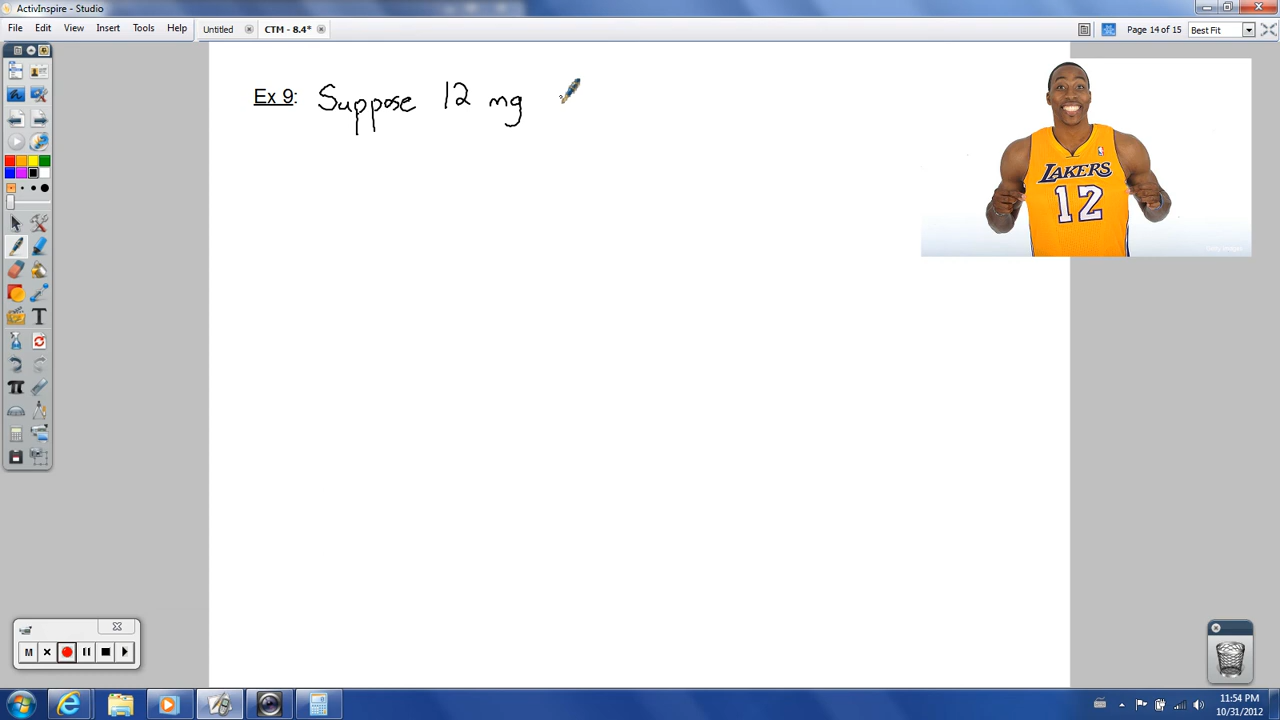 ActivInspire - Studio
File Edit View Insert Tools Help
Untitled
CTM - 8.4*
Page 14 of 15
Best Fit
Ex 9: Suppose 12 mg
LAKERS
12
T
M
11:54 PM
10/31/2012